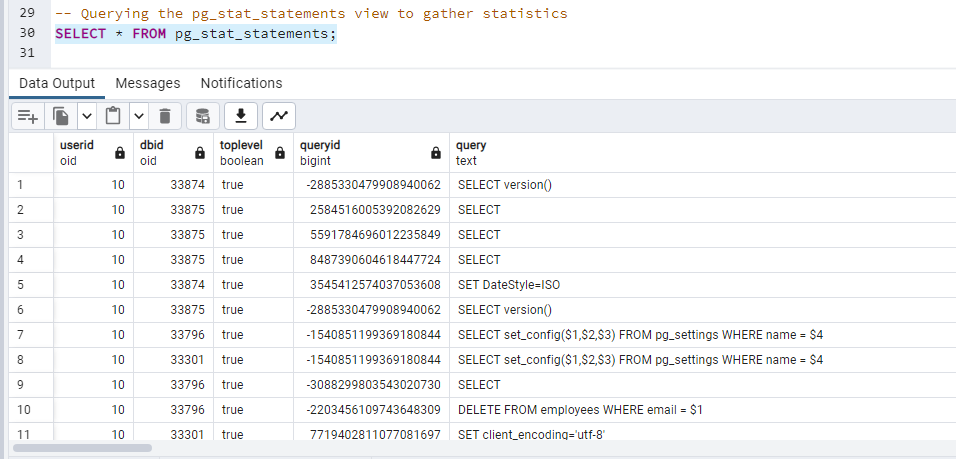 29 -- Querying the pg_stat_statements view to gather statistics
30 SELECT * FROM pg_stat_statements;
31
Data Output Messages Notifications
userid dbid toplevel queryid query
oid oid boolean bigint text
1 10 33874 true -2885330479908940062 SELECT version()
2 10 33875 true 2584516005392082629 SELECT
3 10 33875 true 5591784696012235849 SELECT
4 10 33875 true 8487390604618447724 SELECT
5 10 33874 true 3545412574037053608 SET DateStyle=ISO
6 10 33875 true -2885330479908940062 SELECT version()
7 10 33796 true -1540851199369180844 SELECT set_config($1,$2,$3) FROM pg_settings WHERE name = $4
8 10 33301 true -1540851199369180844 SELECT set_config($1,$2,$3) FROM pg_settings WHERE name = $4
9 10 33796 true -3088299803543020730 SELECT
10 10 33796 true -2203456109743648309 DELETE FROM employees WHERE email = $1
11 10 33301 true 7719402811077081697 SET client_encoding='utf-8'